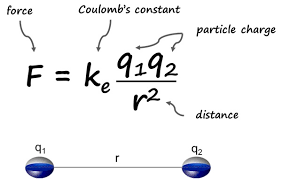 force
Coulomb's constant
particle charge
F = kₑ q₁q₂ / r²
distance
q₁ r q₂